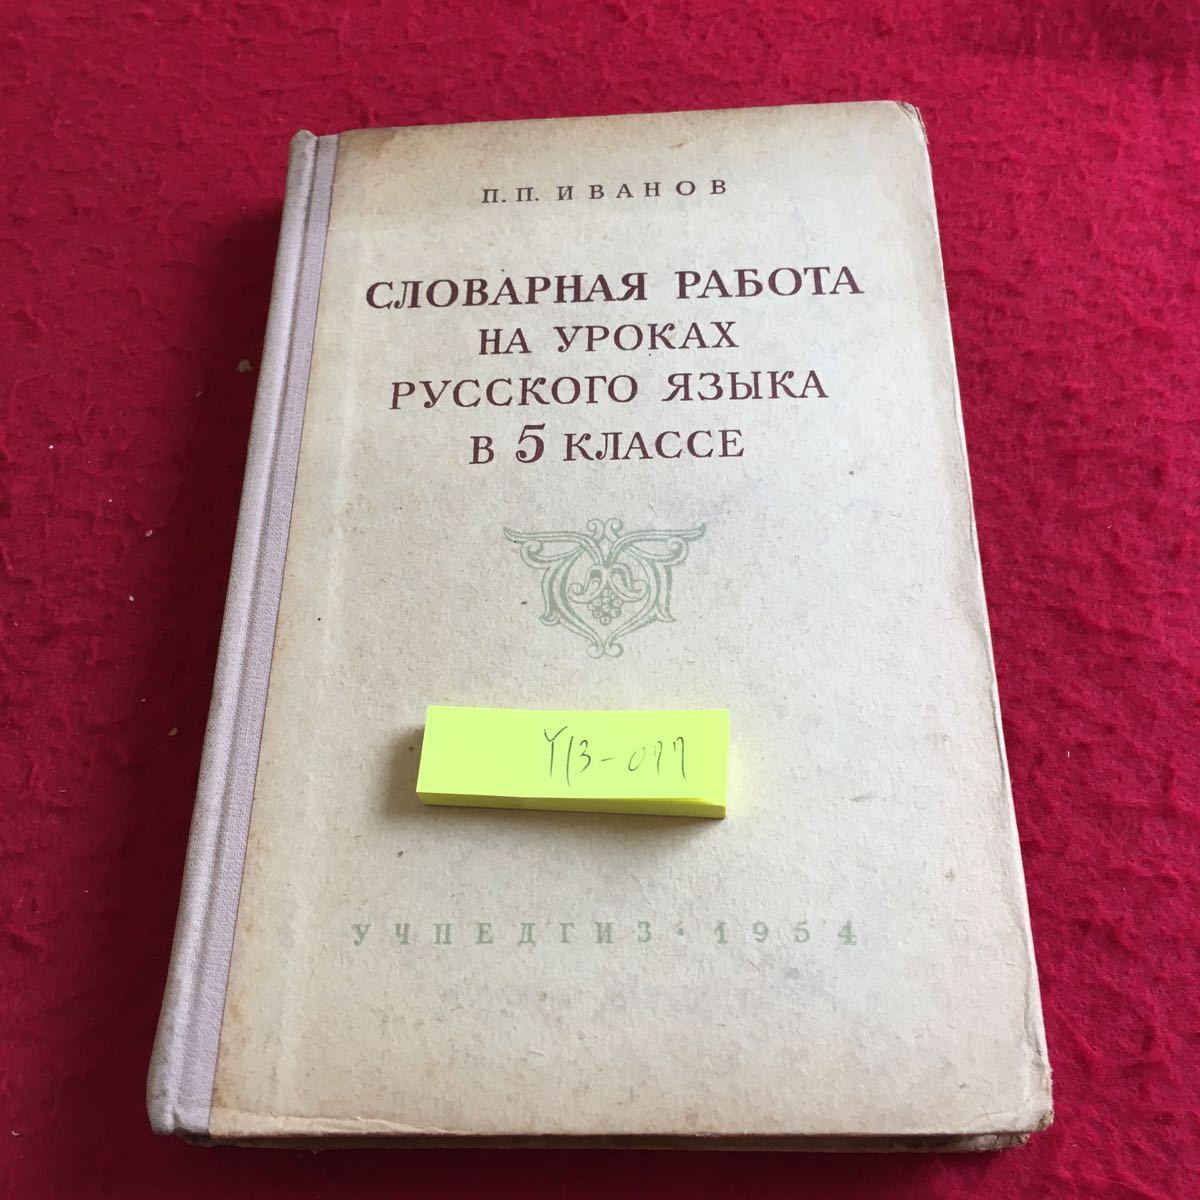 П. П. ИВАНОВ
СЛОВАРНАЯ РАБОТА
НА УРОКАХ
РУССКОГО ЯЗЫКА
В 5 КЛАССЕ
Y13-077
УЧПЕДГИЗ · 1954